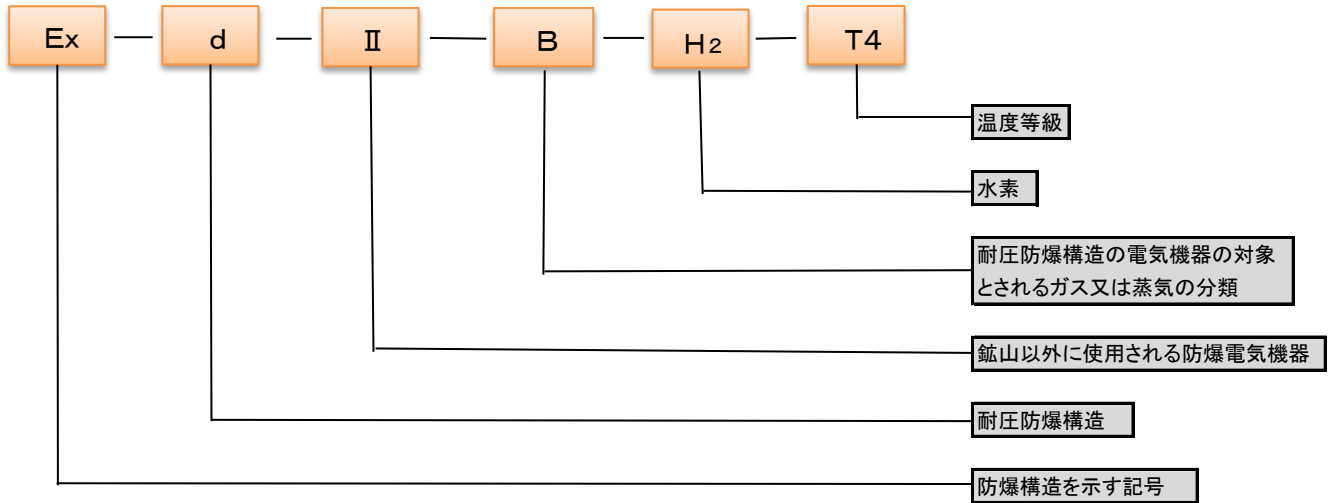 Ex － d － Ⅱ － B － H2 － T4
温度等級
水素
耐圧防爆構造の電気機器の対象
とされるガス又は蒸気の分類
鉱山以外に使用される防爆電気機器
耐圧防爆構造
防爆構造を示す記号